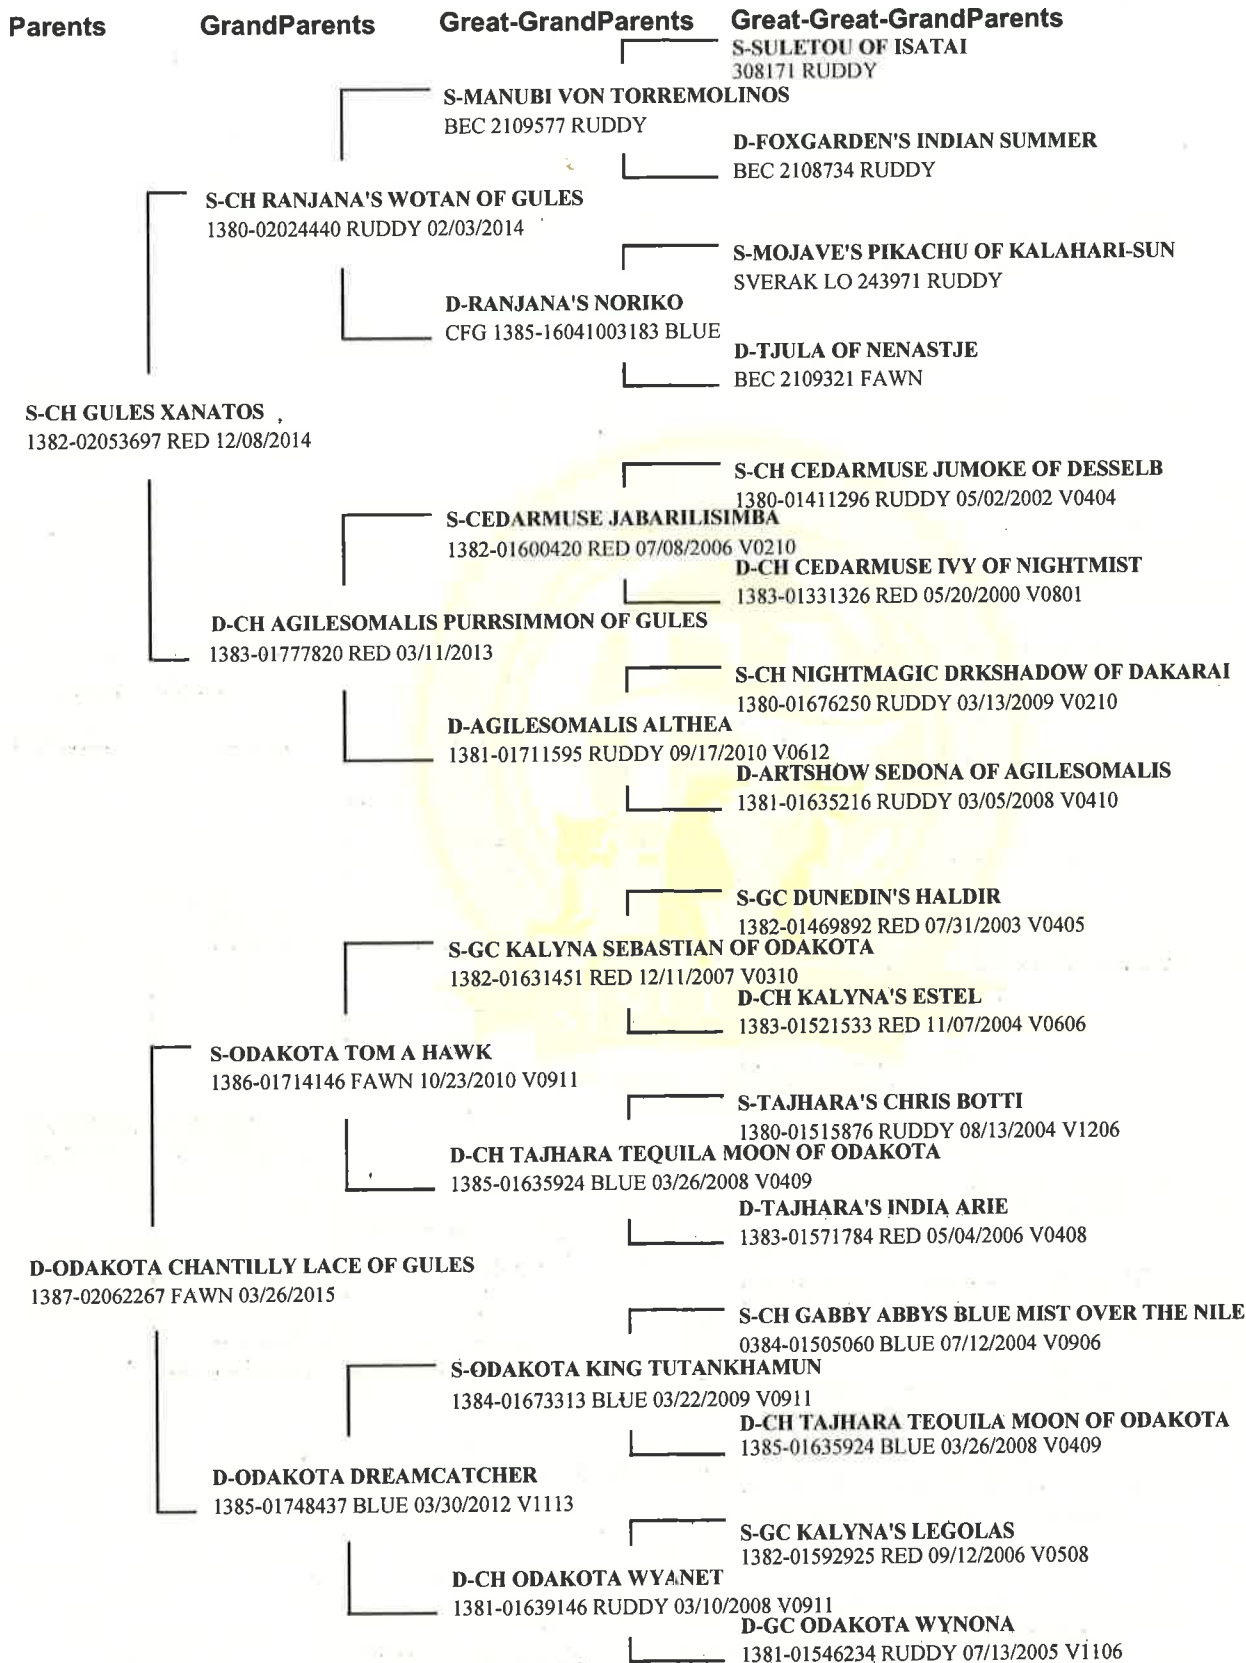 Parents GrandParents Great-GrandParents Great-Great-GrandParents
S-SULETOU OF ISATAI
308171 RUDDY
S-MANUBI VON TORREMOLINOS
BEC 2109577 RUDDY
D-FOXGARDEN'S INDIAN SUMMER
BEC 2108734 RUDDY
S-CH RANJANA'S WOTAN OF GULES
1380-02024440 RUDDY 02/03/2014
S-MOJAVE'S PIKACHU OF KALAHARI-SUN
SVERAK LO 243971 RUDDY
D-RANJANA'S NORIKO
CFG 1385-16041003183 BLUE
D-TJULA OF NENASTJE
BEC 2109321 FAWN
S-CH GULES XANATOS
1382-02053697 RED 12/08/2014
S-CH CEDARMUSE JUMOKE OF DESSELB
1380-01411296 RUDDY 05/02/2002 V0404
S-CEDARMUSE JABARILISIMBA
1382-01600420 RED 07/08/2006 V0210
D-CH CEDARMUSE IVY OF NIGHTMIST
1383-01331326 RED 05/20/2000 V0801
D-CH AGILESOMALIS PURRSIMMON OF GULES
1383-01777820 RED 03/11/2013
S-CH NIGHTMAGIC DRKSHADOW OF DAKARAI
1380-01676250 RUDDY 03/13/2009 V0210
D-AGILESOMALIS ALTHEA
1381-01711595 RUDDY 09/17/2010 V0612
D-ARTSHOW SEDONA OF AGILESOMALIS
1381-01635216 RUDDY 03/05/2008 V0410
S-GC DUNEDIN'S HALDIR
1382-01469892 RED 07/31/2003 V0405
S-GC KALYNA SEBASTIAN OF ODAKOTA
1382-01631451 RED 12/11/2007 V0310
D-CH KALYNA'S ESTEL
1383-01521533 RED 11/07/2004 V0606
S-ODAKOTA TOM A HAWK
1386-01714146 FAWN 10/23/2010 V0911
S-TAJHARA'S CHRIS BOTTI
1380-01515876 RUDDY 08/13/2004 V1206
D-CH TAJHARA TEQUILA MOON OF ODAKOTA
1385-01635924 BLUE 03/26/2008 V0409
D-TAJHARA'S INDIA ARIE
1383-01571784 RED 05/04/2006 V0408
D-ODAKOTA CHANTILLY LACE OF GULES
1387-02062267 FAWN 03/26/2015
S-CH GABBY ABBYS BLUE MIST OVER THE NILE
0384-01505060 BLUE 07/12/2004 V0906
S-ODAKOTA KING TUTANKHAMUN
1384-01673313 BLUE 03/22/2009 V0911
D-CH TAJHARA TEQUILA MOON OF ODAKOTA
1385-01635924 BLUE 03/26/2008 V0409
D-ODAKOTA DREAMCATCHER
1385-01748437 BLUE 03/30/2012 V1113
S-GC KALYNA'S LEGOLAS
1382-01592925 RED 09/12/2006 V0508
D-CH ODAKOTA WYANET
1381-01639146 RUDDY 03/10/2008 V0911
D-GC ODAKOTA WYNONA
1381-01546234 RUDDY 07/13/2005 V1106